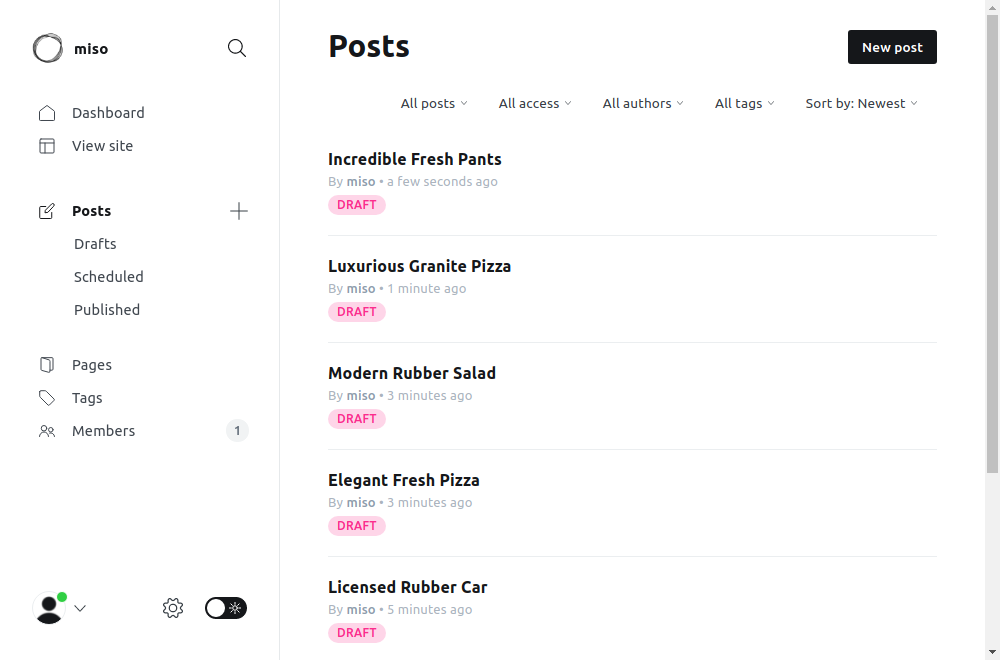 miso
Dashboard
View site
Posts
Drafts
Scheduled
Published
Pages
Tags
Members 1
Posts
New post
All posts All access All authors All tags Sort by: Newest
Incredible Fresh Pants
By miso • a few seconds ago
DRAFT
Luxurious Granite Pizza
By miso • 1 minute ago
DRAFT
Modern Rubber Salad
By miso • 3 minutes ago
DRAFT
Elegant Fresh Pizza
By miso • 3 minutes ago
DRAFT
Licensed Rubber Car
By miso • 5 minutes ago
DRAFT